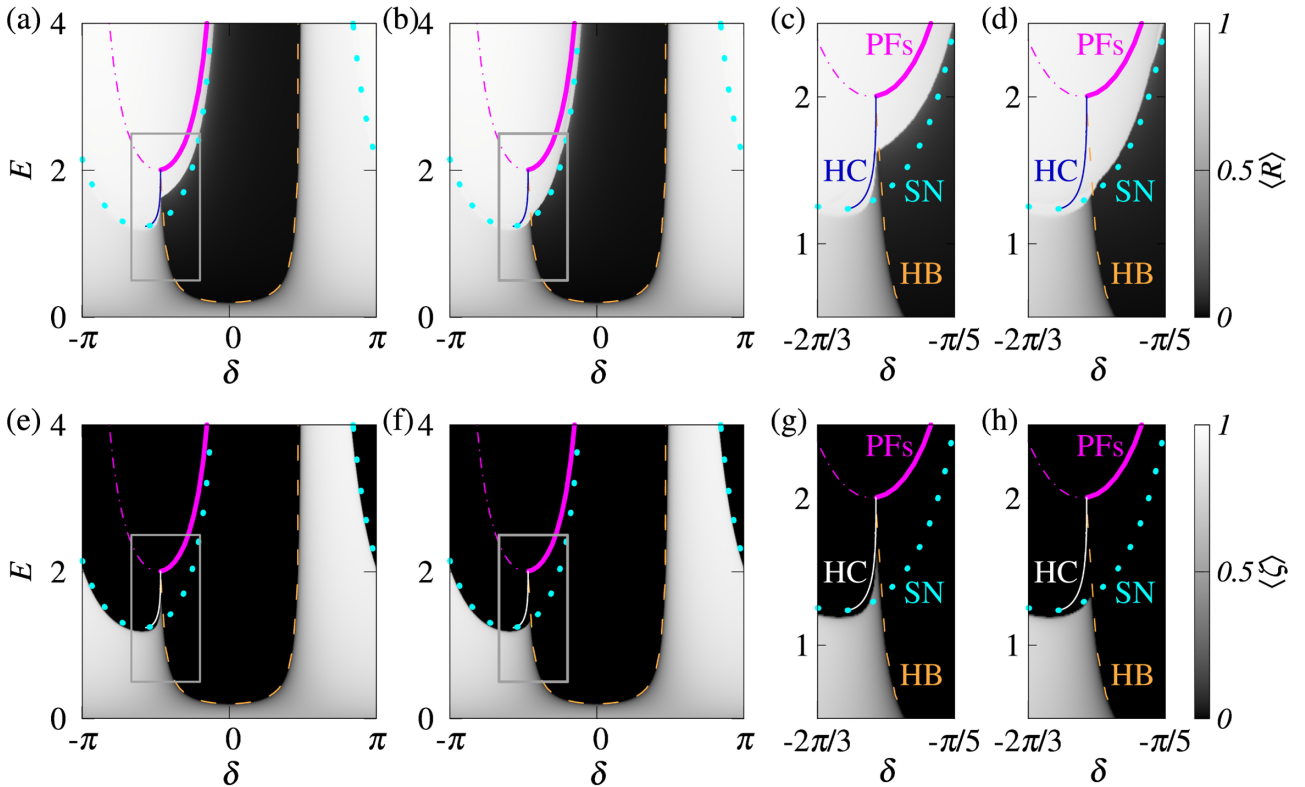 (a) 4 (b) 4 (c) (d) 1
PFs PFs
E 2 2 2 2 0.5 ⟨R⟩
HC SN HC SN
1 1
HB HB
0 0 0
-π 0 π -π 0 π -2π/3 -π/5 -2π/3 -π/5
δ δ δ δ
(e) 4 (f) 4 (g) (h) 1
PFs PFs
E 2 2 2 2 0.5 ⟨ζ⟩
HC SN HC SN
1 1
HB HB
0 0 0
-π 0 π -π 0 π -2π/3 -π/5 -2π/3 -π/5
δ δ δ δ